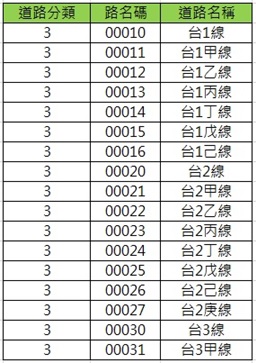 道路分類 路名碼 道路名稱
3 00010 台1線
3 00011 台1甲線
3 00012 台1乙線
3 00013 台1丙線
3 00014 台1丁線
3 00015 台1戊線
3 00016 台1己線
3 00020 台2線
3 00021 台2甲線
3 00022 台2乙線
3 00023 台2丙線
3 00024 台2丁線
3 00025 台2戊線
3 00026 台2己線
3 00027 台2庚線
3 00030 台3線
3 00031 台3甲線